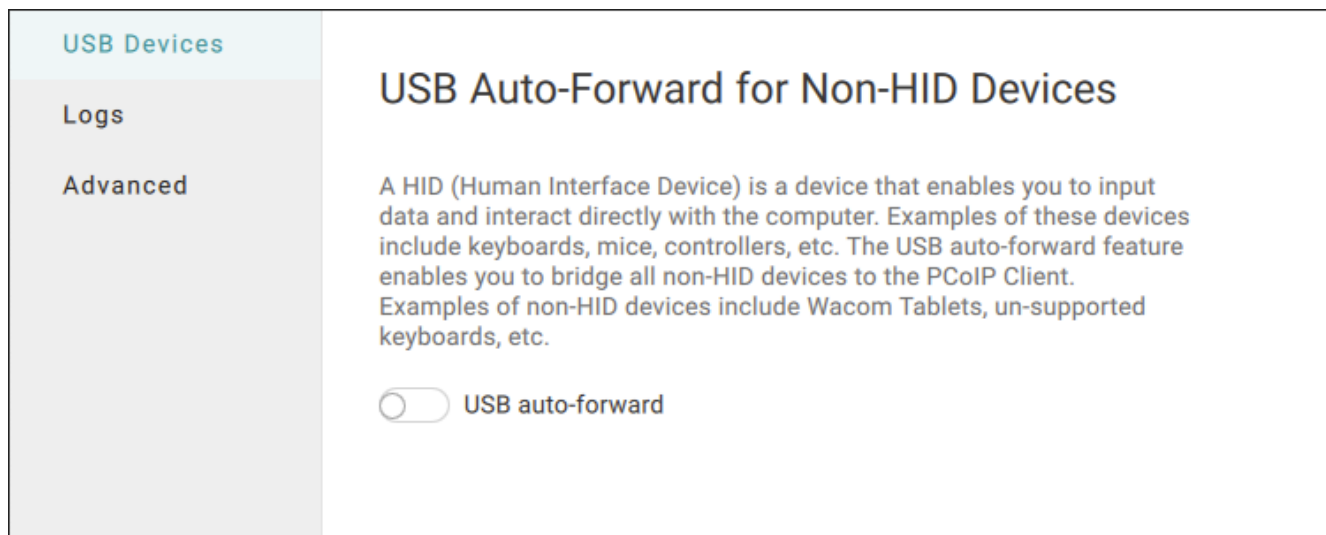 USB Devices
Logs
Advanced
USB Auto-Forward for Non-HID Devices
A HID (Human Interface Device) is a device that enables you to input
data and interact directly with the computer. Examples of these devices
include keyboards, mice, controllers, etc. The USB auto-forward feature
enables you to bridge all non-HID devices to the PCoIP Client.
Examples of non-HID devices include Wacom Tablets, un-supported
keyboards, etc.
USB auto-forward